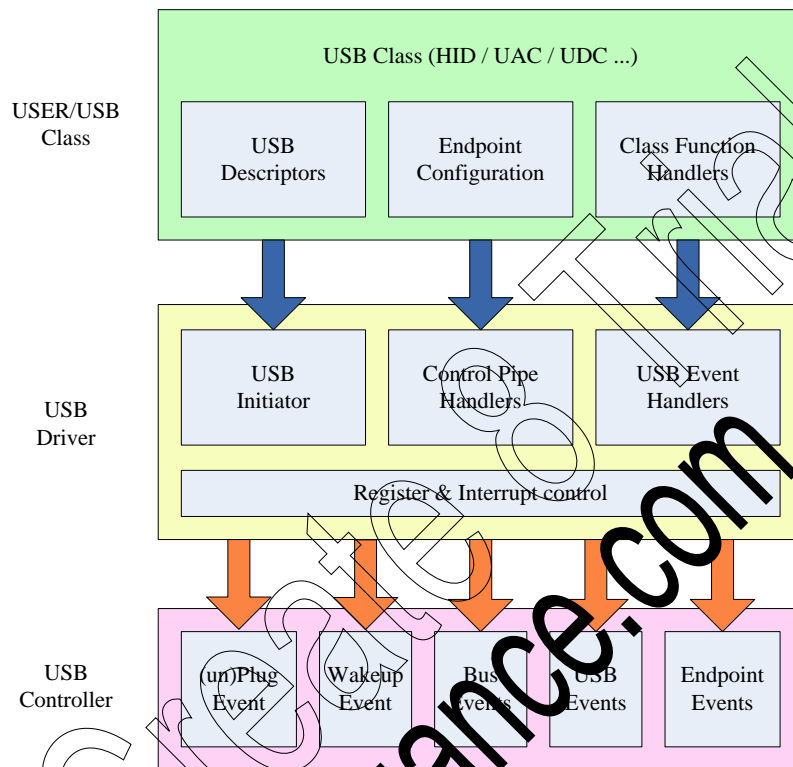 USB Class (HID / UAC / UDC ...)
USER/USB
Class
USB
Descriptors
Endpoint
Configuration
Class Function
Handlers
USB
Driver
USB
Initiator
Control Pipe
Handlers
USB Event
Handlers
Register & Interrupt control
USB
Controller
(un)Plug
Event
Wakeup
Event
Bus
Events
USB
Events
Endpoint
Events